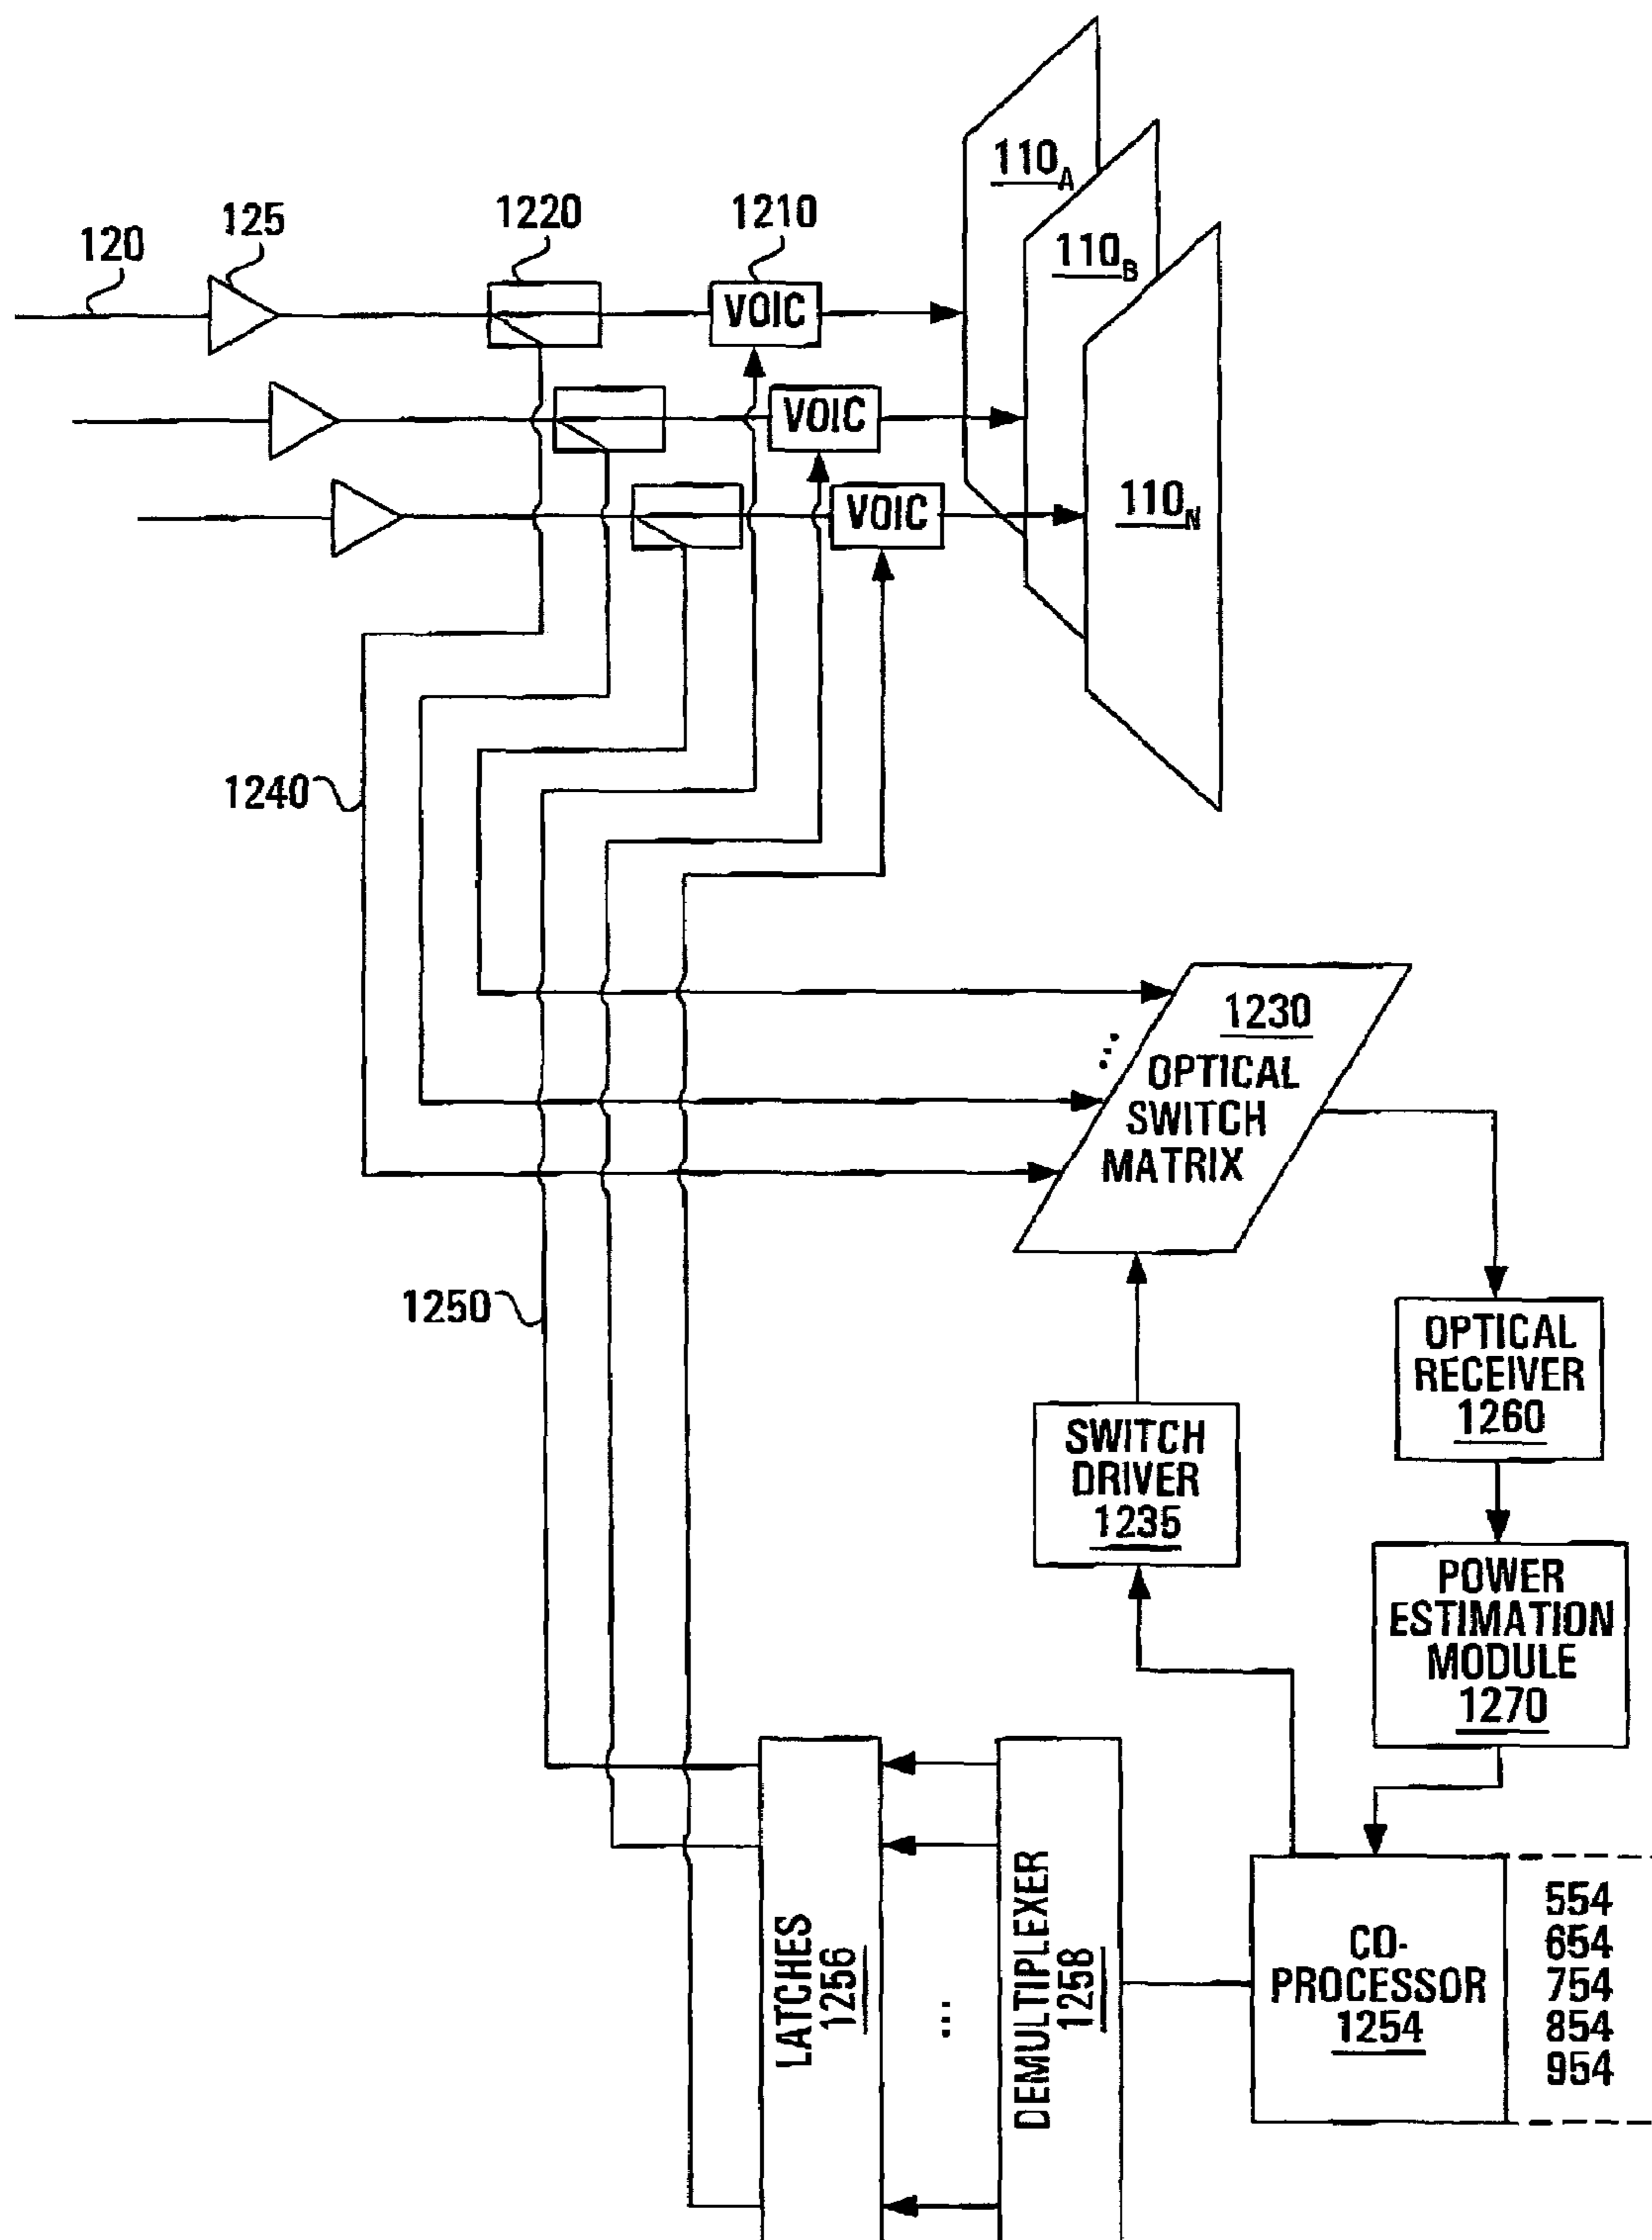 110A
120
125
1220
1210
110B
VOIC
VOIC
VOIC
110N
1240
1230
OPTICAL
SWITCH
MATRIX
1250
OPTICAL
RECEIVER
1260
SWITCH
DRIVER
1235
POWER
ESTIMATION
MODULE
1270
LATCHES
1256
...
DEMULTIPLEXER
1258
CO-
PROCESSOR
1254
554
654
754
854
954